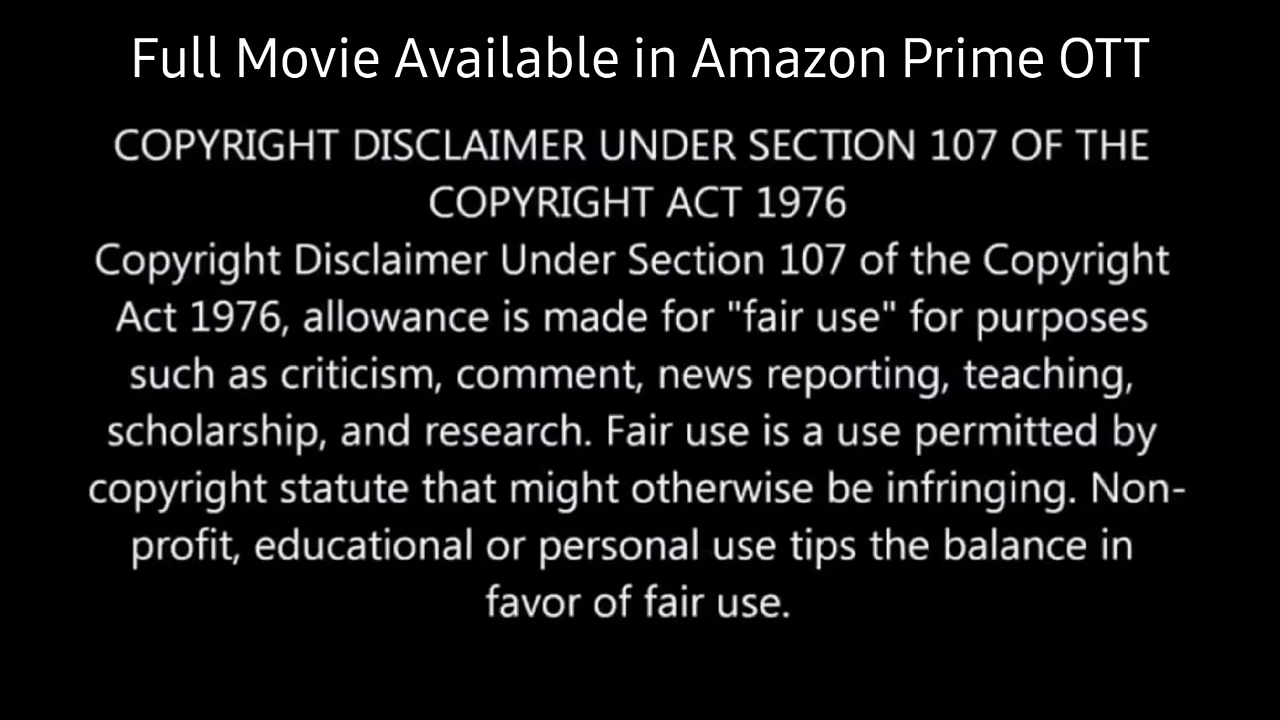 Full Movie Available in Amazon Prime OTT
COPYRIGHT DISCLAIMER UNDER SECTION 107 OF THE
COPYRIGHT ACT 1976
Copyright Disclaimer Under Section 107 of the Copyright
Act 1976, allowance is made for "fair use" for purposes
such as criticism, comment, news reporting, teaching,
scholarship, and research. Fair use is a use permitted by
copyright statute that might otherwise be infringing. Non-
profit, educational or personal use tips the balance in
favor of fair use.